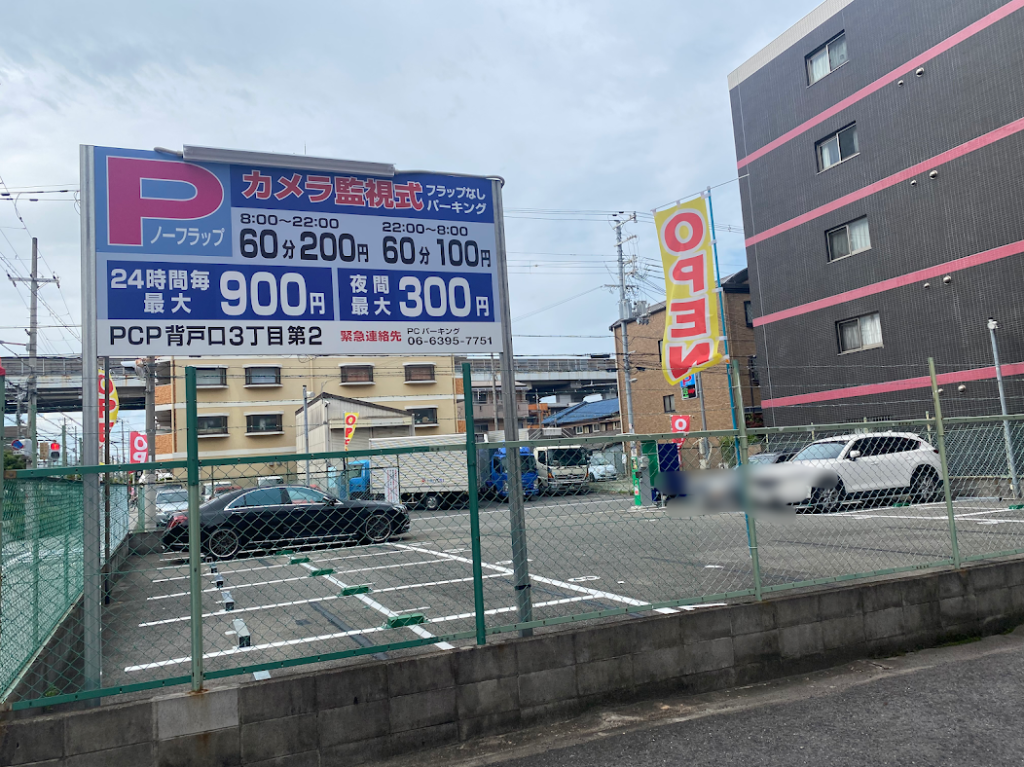 P
ノーフラップ
カメラ監視式
フラップなし
パーキング
8:00～22:00
60分200円
22:00～8:00
60分100円
24時間毎
最大
900円
夜間
最大
300円
PCP背戸口3丁目第2
緊急連絡先
PCパーキング
06-6395-7751
OPEN